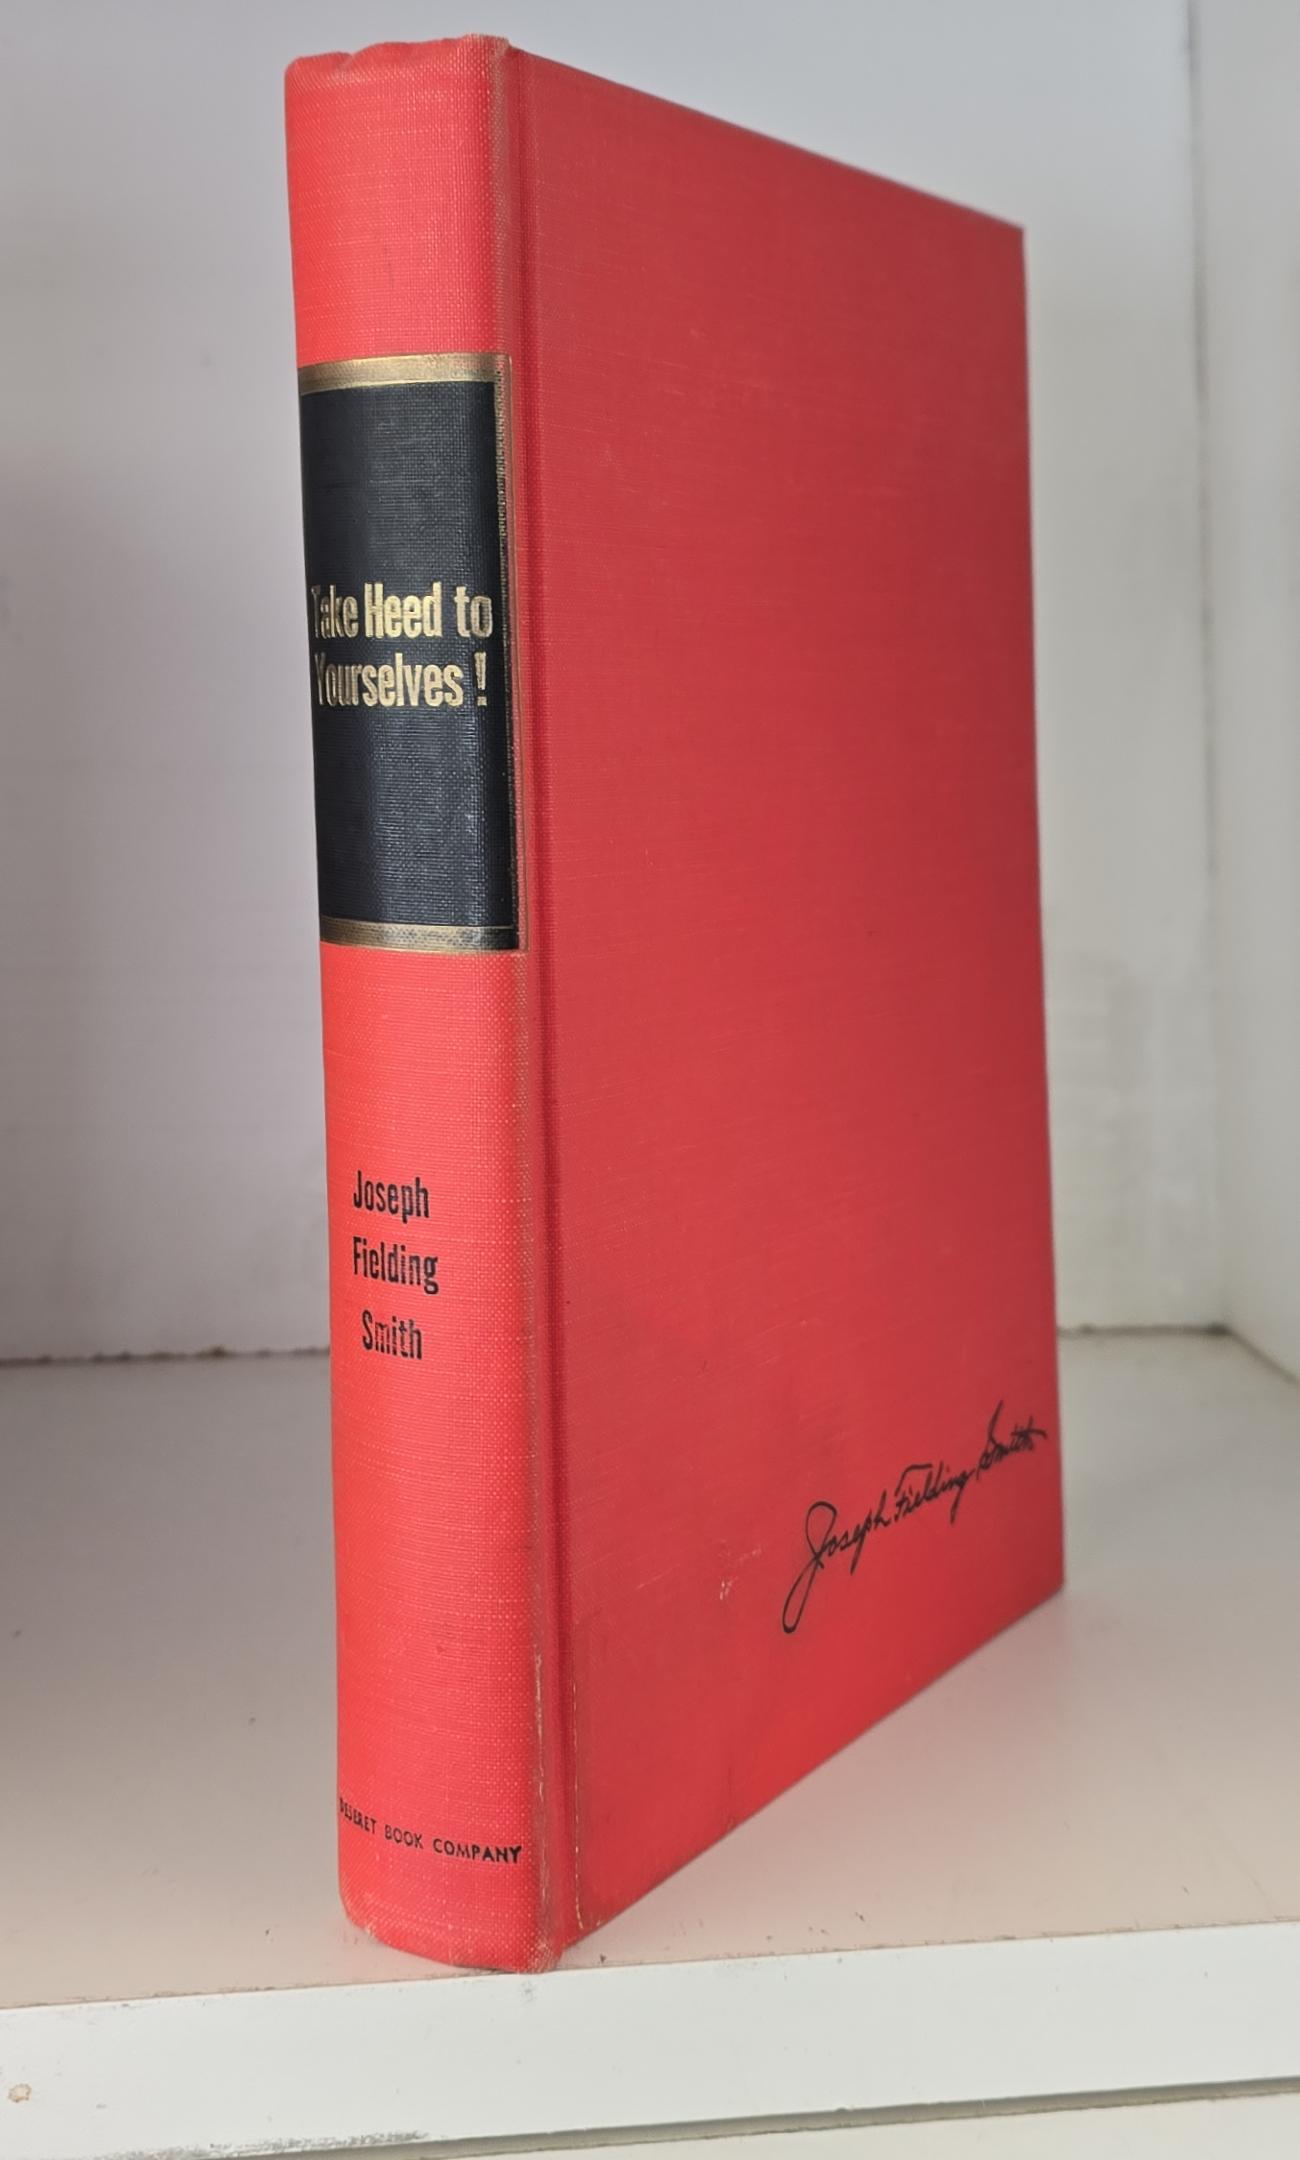 Take Heed to
Yourselves!
Joseph
Fielding
Smith
DESERET BOOK COMPANY
Joseph Fielding Smith